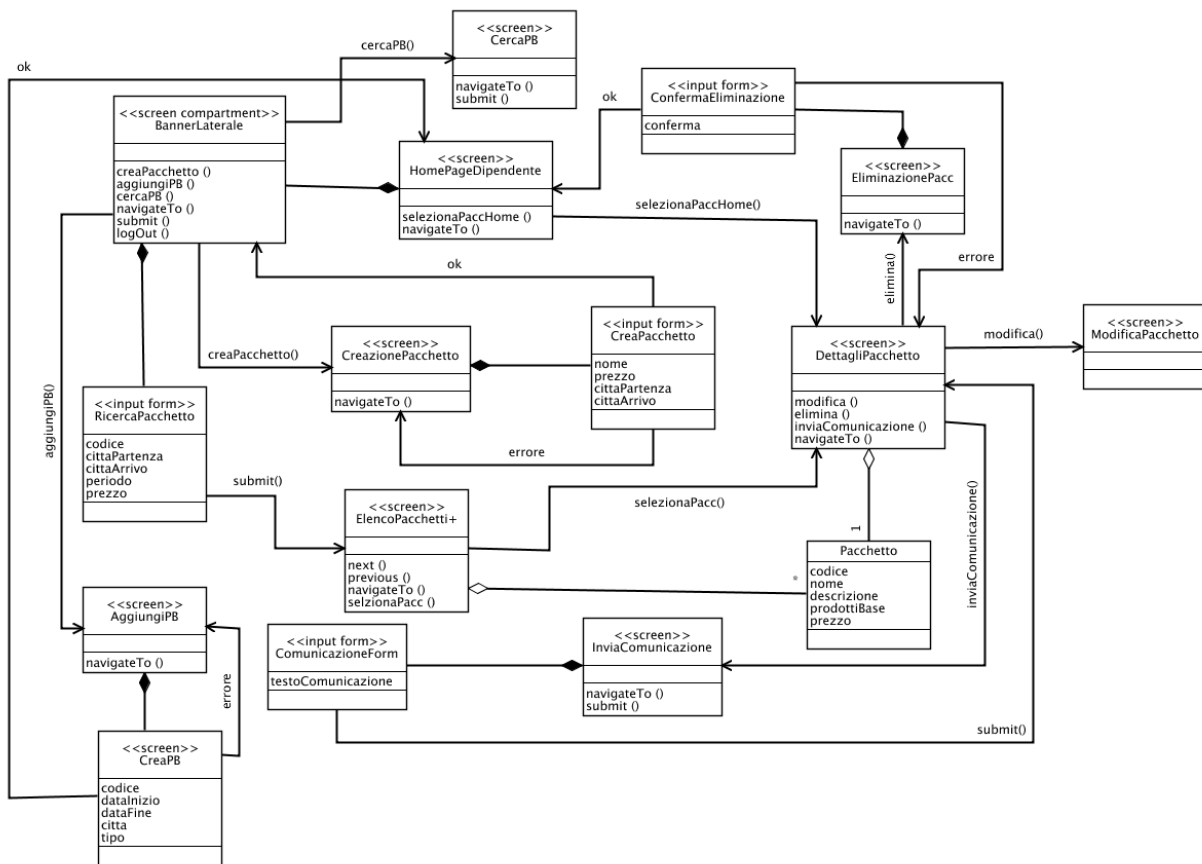 <<screen>>
CercaPB
navigateTo ()
submit ()
cercaPB()
ok
<<screen compartment>>
BannerLaterale
creaPacchetto ()
aggiungiPB ()
cercaPB ()
navigateTo ()
submit ()
logOut ()
<<input form>>
ConfermaEliminazione
conferma
ok
<<screen>>
HomePageDipendente
selezionaPaccHome ()
navigateTo ()
<<screen>>
EliminazionePacc
navigateTo ()
selezionaPaccHome()
elimina()
errore
ok
<<input form>>
CreaPacchetto
nome
prezzo
cittaPartenza
cittaArrivo
<<screen>>
CreazionePacchetto
navigateTo ()
creaPacchetto()
errore
<<screen>>
DettagliPacchetto
modifica ()
elimina ()
inviaComunicazione ()
navigateTo ()
modifica()
<<screen>>
ModificaPacchetto
aggiungiPB()
<<input form>>
RicercaPacchetto
codice
cittaPartenza
cittaArrivo
periodo
prezzo
submit()
<<screen>>
ElencoPacchetti+
next ()
previous ()
navigateTo ()
selzionaPacc ()
selezionaPacc()
1
*
Pacchetto
codice
nome
descrizione
prodottiBase
prezzo
inviaComunicazione()
<<screen>>
AggiungiPB
navigateTo ()
errore
<<input form>>
ComunicazioneForm
testoComunicazione
<<screen>>
InviaComunicazione
navigateTo ()
submit ()
submit()
<<screen>>
CreaPB
codice
dataInizio
dataFine
citta
tipo